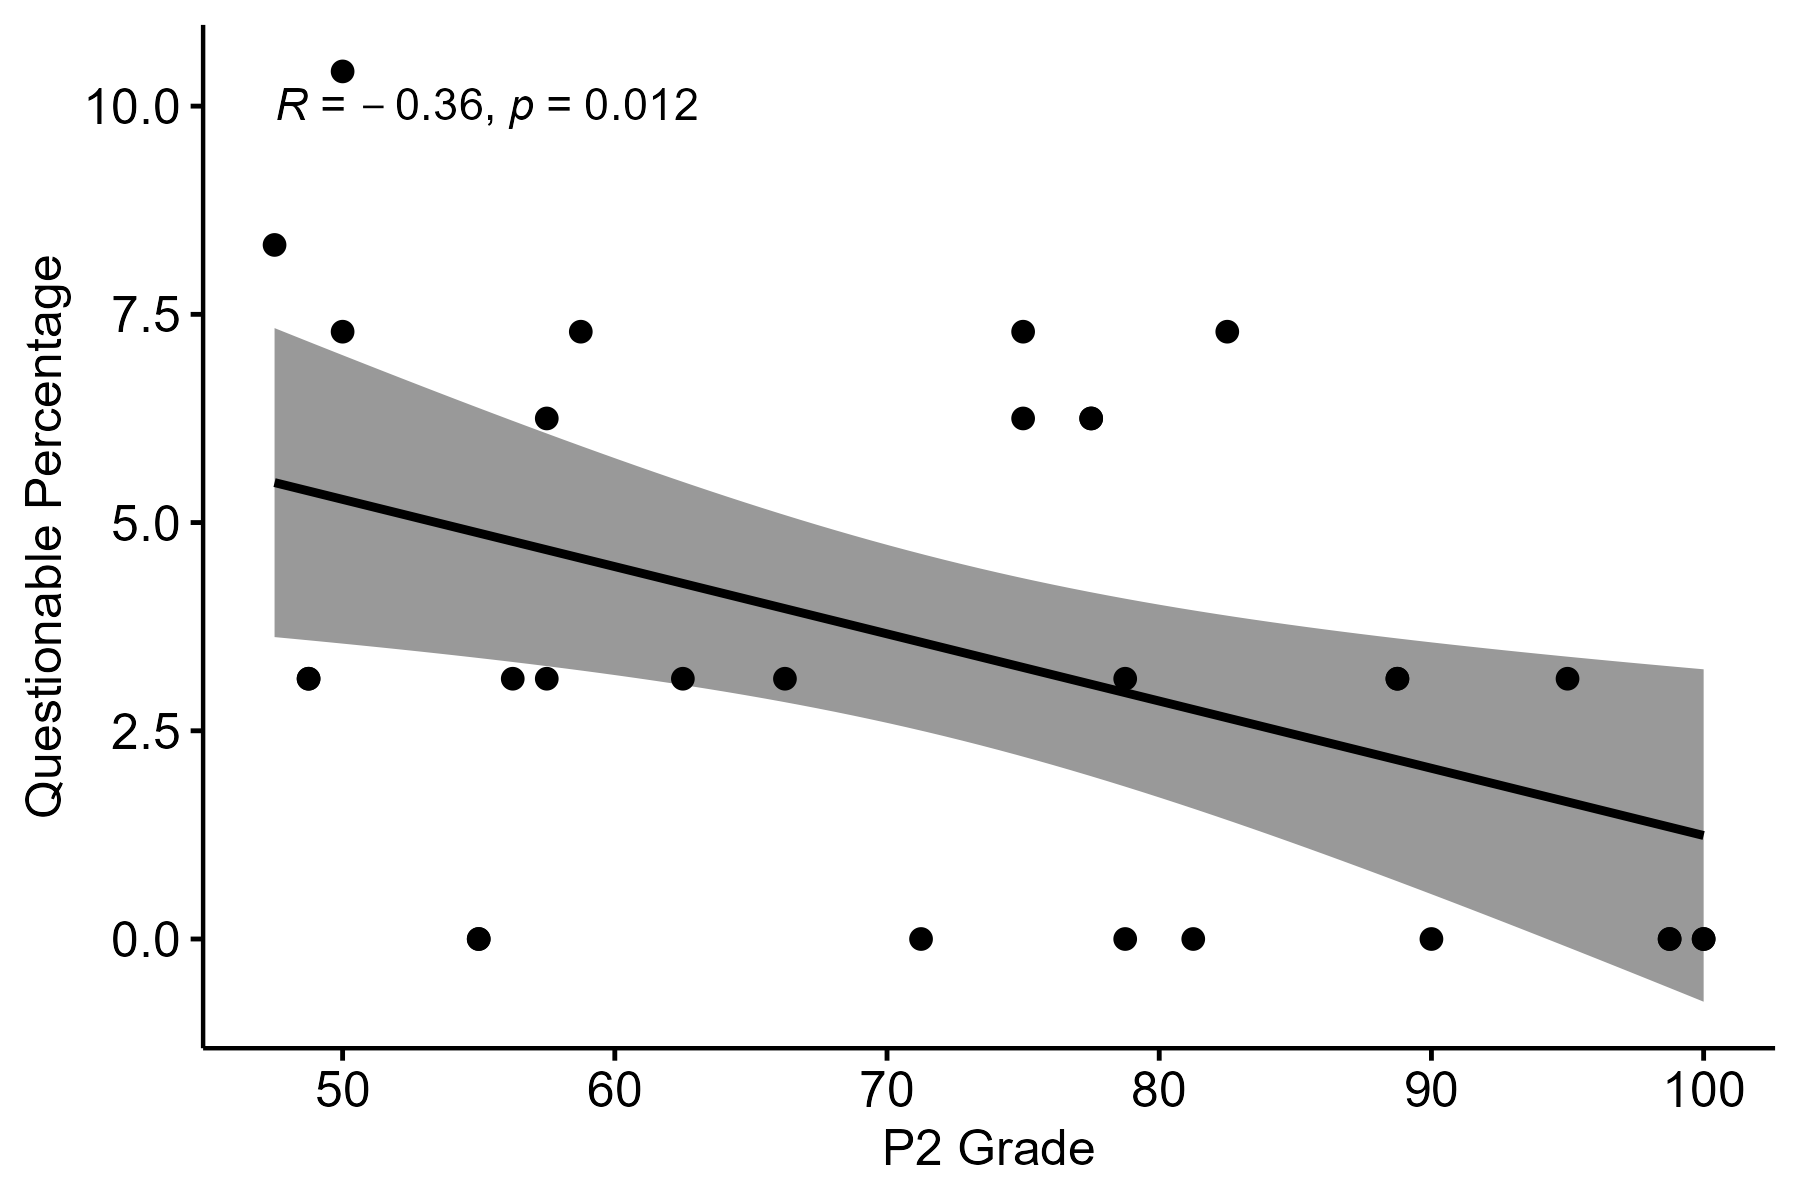 R = – 0.36, p = 0.012
Questionable Percentage
10.0
7.5
5.0
2.5
0.0
50 60 70 80 90 100
P2 Grade